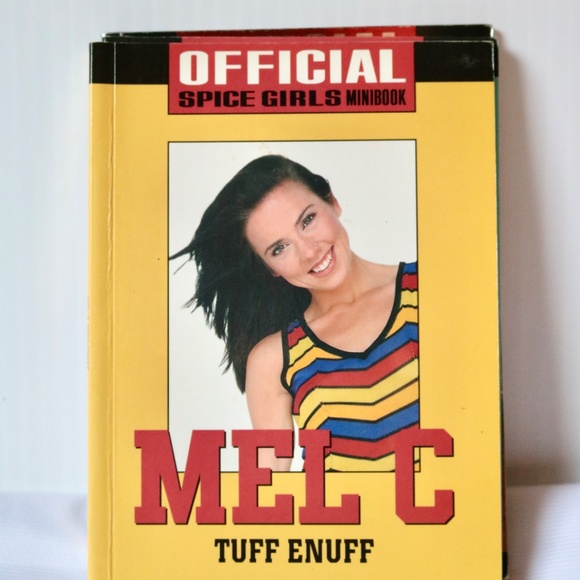 OFFICIAL
SPICE GIRLS MINIBOOK
MEL C
TUFF ENUFF